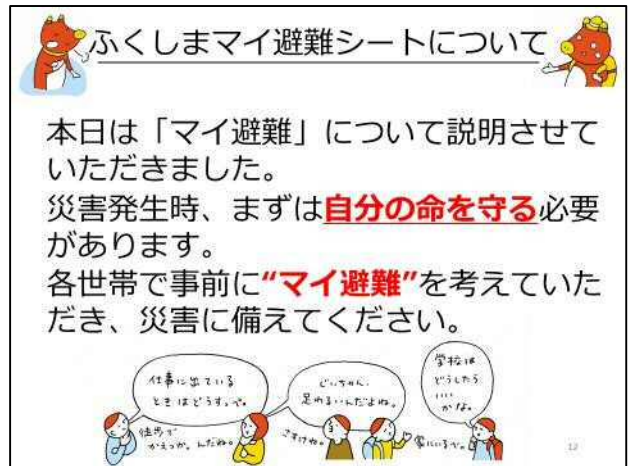 ふくしまマイ避難シートについて
本日は「マイ避難」について説明させて
いただきました。
災害発生時、まずは自分の命を守る必要
があります。
各世帯で事前に“マイ避難”を考えていた
だき、災害に備えてください。
仕事に出ている
ときはどうすっぺ。
徒歩で
かえっか。んだね。
じいちゃん、
足わるいんだよね。
さすけね。
学校は
どうしたら
いい
かな。
12